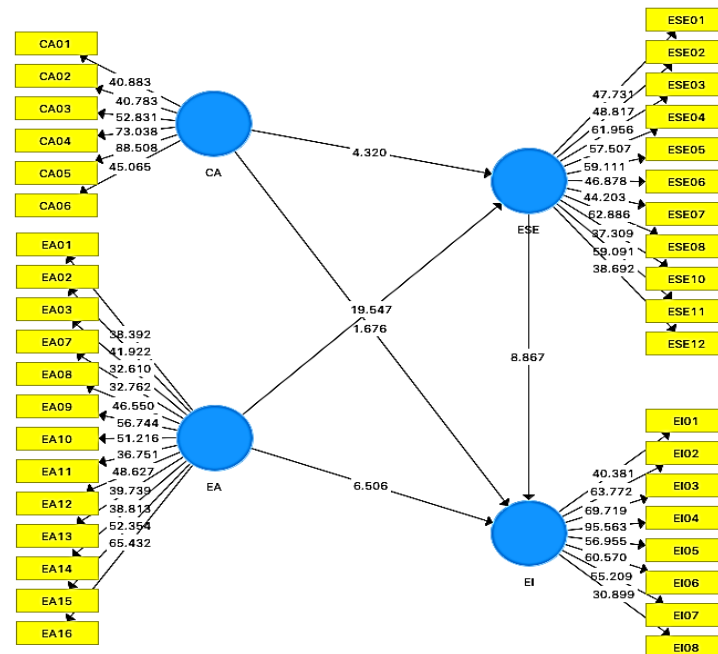 CA01
CA02
CA03
CA04
CA05
CA06
40.883
40.783
52.831
73.038
88.508
45.065
CA
EA01
EA02
EA03
EA07
EA08
EA09
EA10
EA11
EA12
EA13
EA14
EA15
EA16
38.392
41.922
32.610
32.762
46.550
56.744
51.216
36.751
48.627
39.739
38.813
52.354
65.432
EA
4.320
19.547
1.676
8.867
6.506
ESE
47.731
48.817
61.956
57.507
59.111
46.878
44.203
62.886
37.309
59.091
38.692
ESE01
ESE02
ESE03
ESE04
ESE05
ESE06
ESE07
ESE08
ESE10
ESE11
ESE12
EI
40.381
63.772
69.719
95.563
56.955
60.570
55.209
30.899
EI01
EI02
EI03
EI04
EI05
EI06
EI07
EI08